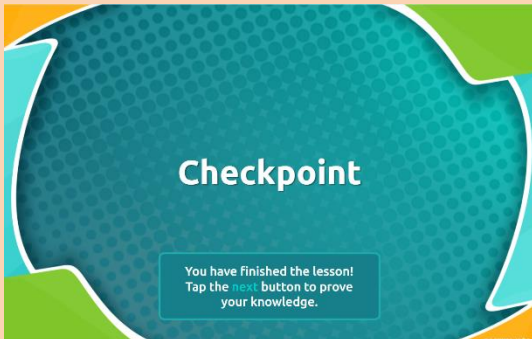 Checkpoint
You have finished the lesson!
Tap the next button to prove
your knowledge.